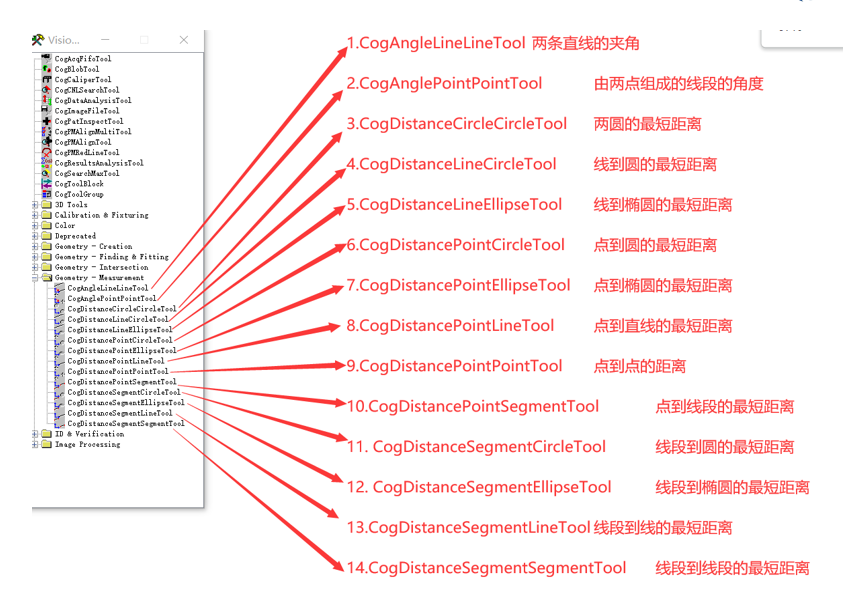 Visio...
CogAcqFifoTool
CogBlobTool
CogCaliperTool
CogCNLSearchTool
CogDataAnalysisTool
CogImageFileTool
CogPatInspectTool
CogPMAlignMultiTool
CogPMAlignTool
CogPMRedLineTool
CogResultsAnalysisTool
CogSearchMaxTool
CogToolBlock
CogToolGroup
3D Tools
Calibration & Fixturing
Color
Deprecated
Geometry - Creation
Geometry - Finding & Fitting
Geometry - Intersection
Geometry - Measurement
CogAngleLineLineTool
CogAnglePointPointTool
CogDistanceCircleCircleTool
CogDistanceLineCircleTool
CogDistanceLineEllipseTool
CogDistancePointCircleTool
CogDistancePointEllipseTool
CogDistancePointLineTool
CogDistancePointPointTool
CogDistancePointSegmentTool
CogDistanceSegmentCircleTool
CogDistanceSegmentEllipseTool
CogDistanceSegmentLineTool
CogDistanceSegmentSegmentTool
ID & Verification
Image Processing
1.CogAngleLineLineTool 两条直线的夹角
2.CogAnglePointPointTool 由两点组成的线段的角度
3.CogDistanceCircleCircleTool 两圆的最短距离
4.CogDistanceLineCircleTool 线到圆的最短距离
5.CogDistanceLineEllipseTool 线到椭圆的最短距离
6.CogDistancePointCircleTool 点到圆的最短距离
7.CogDistancePointEllipseTool 点到椭圆的最短距离
8.CogDistancePointLineTool 点到直线的最短距离
9.CogDistancePointPointTool 点到点的距离
10.CogDistancePointSegmentTool 点到线段的最短距离
11. CogDistanceSegmentCircleTool 线段到圆的最短距离
12. CogDistanceSegmentEllipseTool 线段到椭圆的最短距离
13.CogDistanceSegmentLineTool 线段到线的最短距离
14.CogDistanceSegmentSegmentTool 线段到线段的最短距离